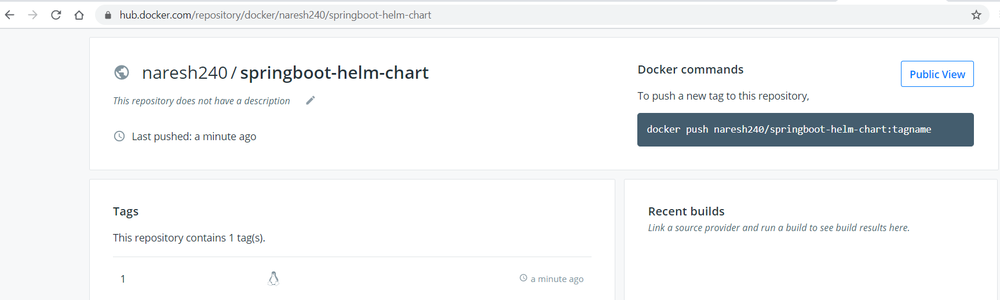 hub.docker.com/repository/docker/naresh240/springboot-helm-chart
naresh240 / springboot-helm-chart
This repository does not have a description
Last pushed: a minute ago
Docker commands
Public View
To push a new tag to this repository,
docker push naresh240/springboot-helm-chart:tagname
Tags
This repository contains 1 tag(s).
1
a minute ago
Recent builds
Link a source provider and run a build to see build results here.